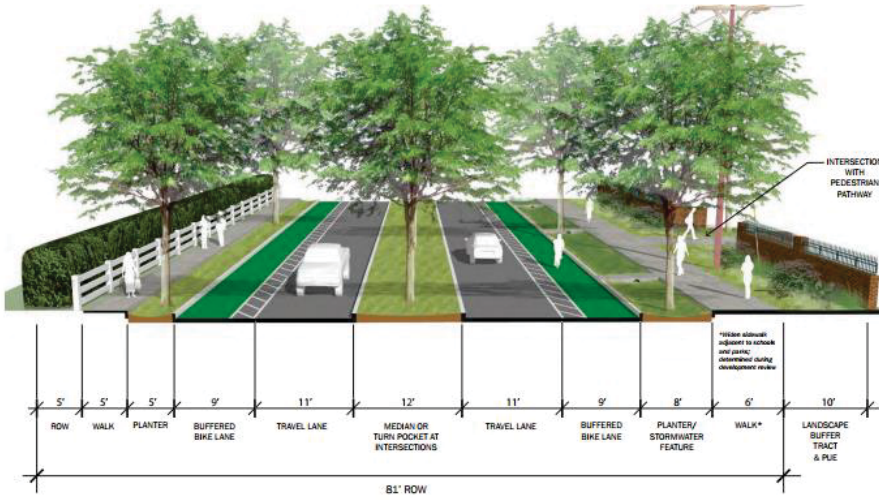 INTERSECTION
WITH
PEDESTRIAN
PATHWAY
*Widen sidewalk
adjacent to schools
and parks;
determined during
development review
5' 5' 5' 9' 11' 12' 11' 9' 8' 6' 10'
ROW WALK PLANTER BUFFERED BIKE LANE TRAVEL LANE MEDIAN OR TURN POCKET AT INTERSECTIONS TRAVEL LANE BUFFERED BIKE LANE PLANTER/ STORMWATER FEATURE WALK* LANDSCAPE BUFFER TRACT & PUE
81' ROW